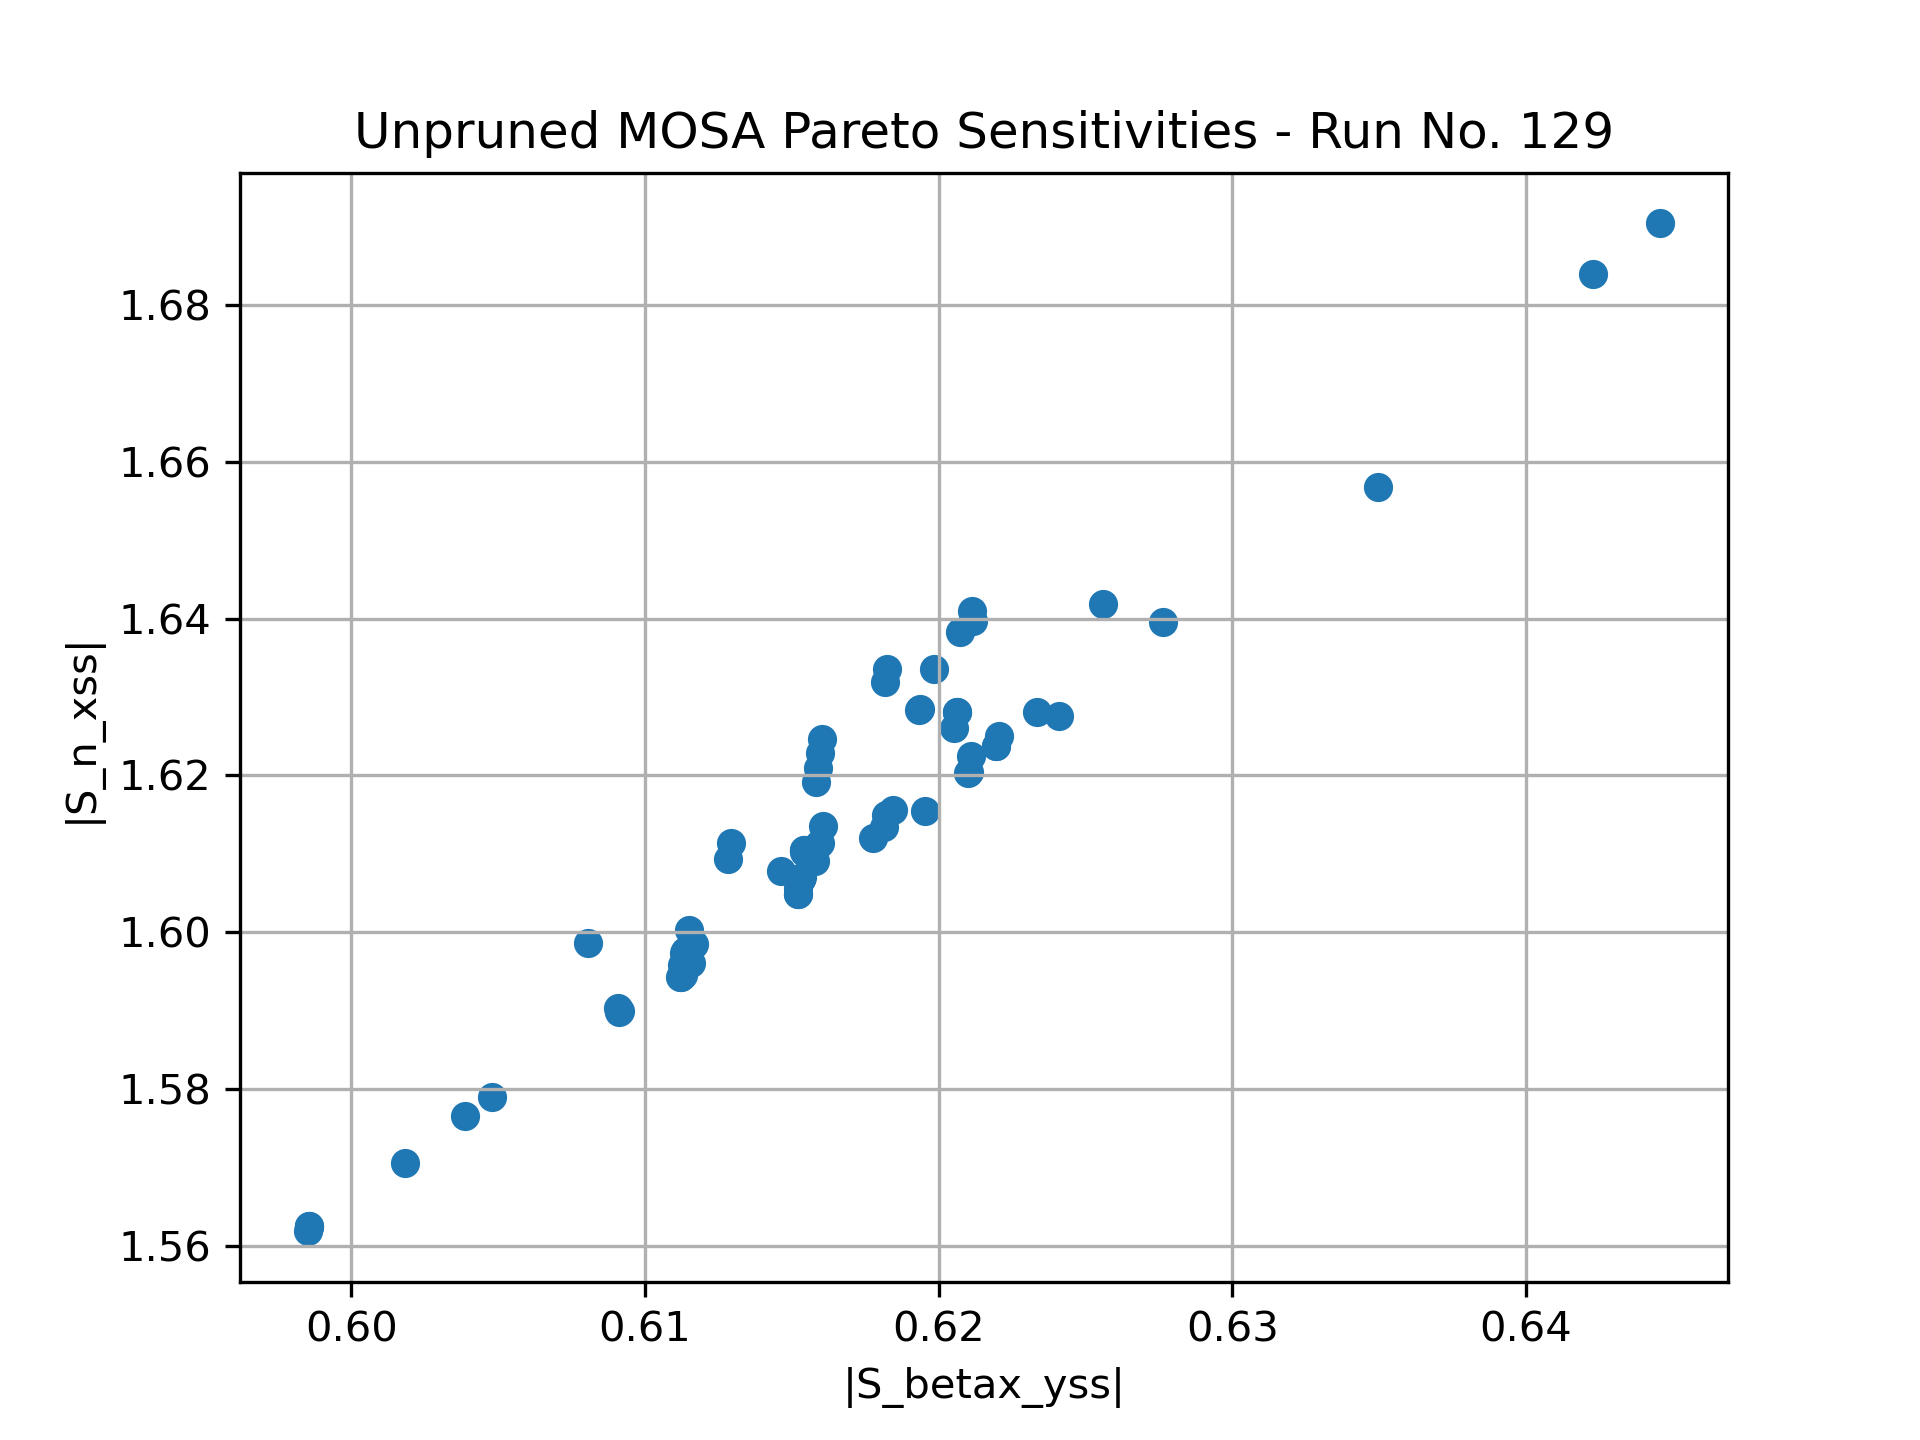 Unpruned MOSA Pareto Sensitivities - Run No. 129
1.68
1.66
1.64
1.62
1.60
1.58
1.56
|S_n_xss|
0.60 0.61 0.62 0.63 0.64
|S_betax_yss|